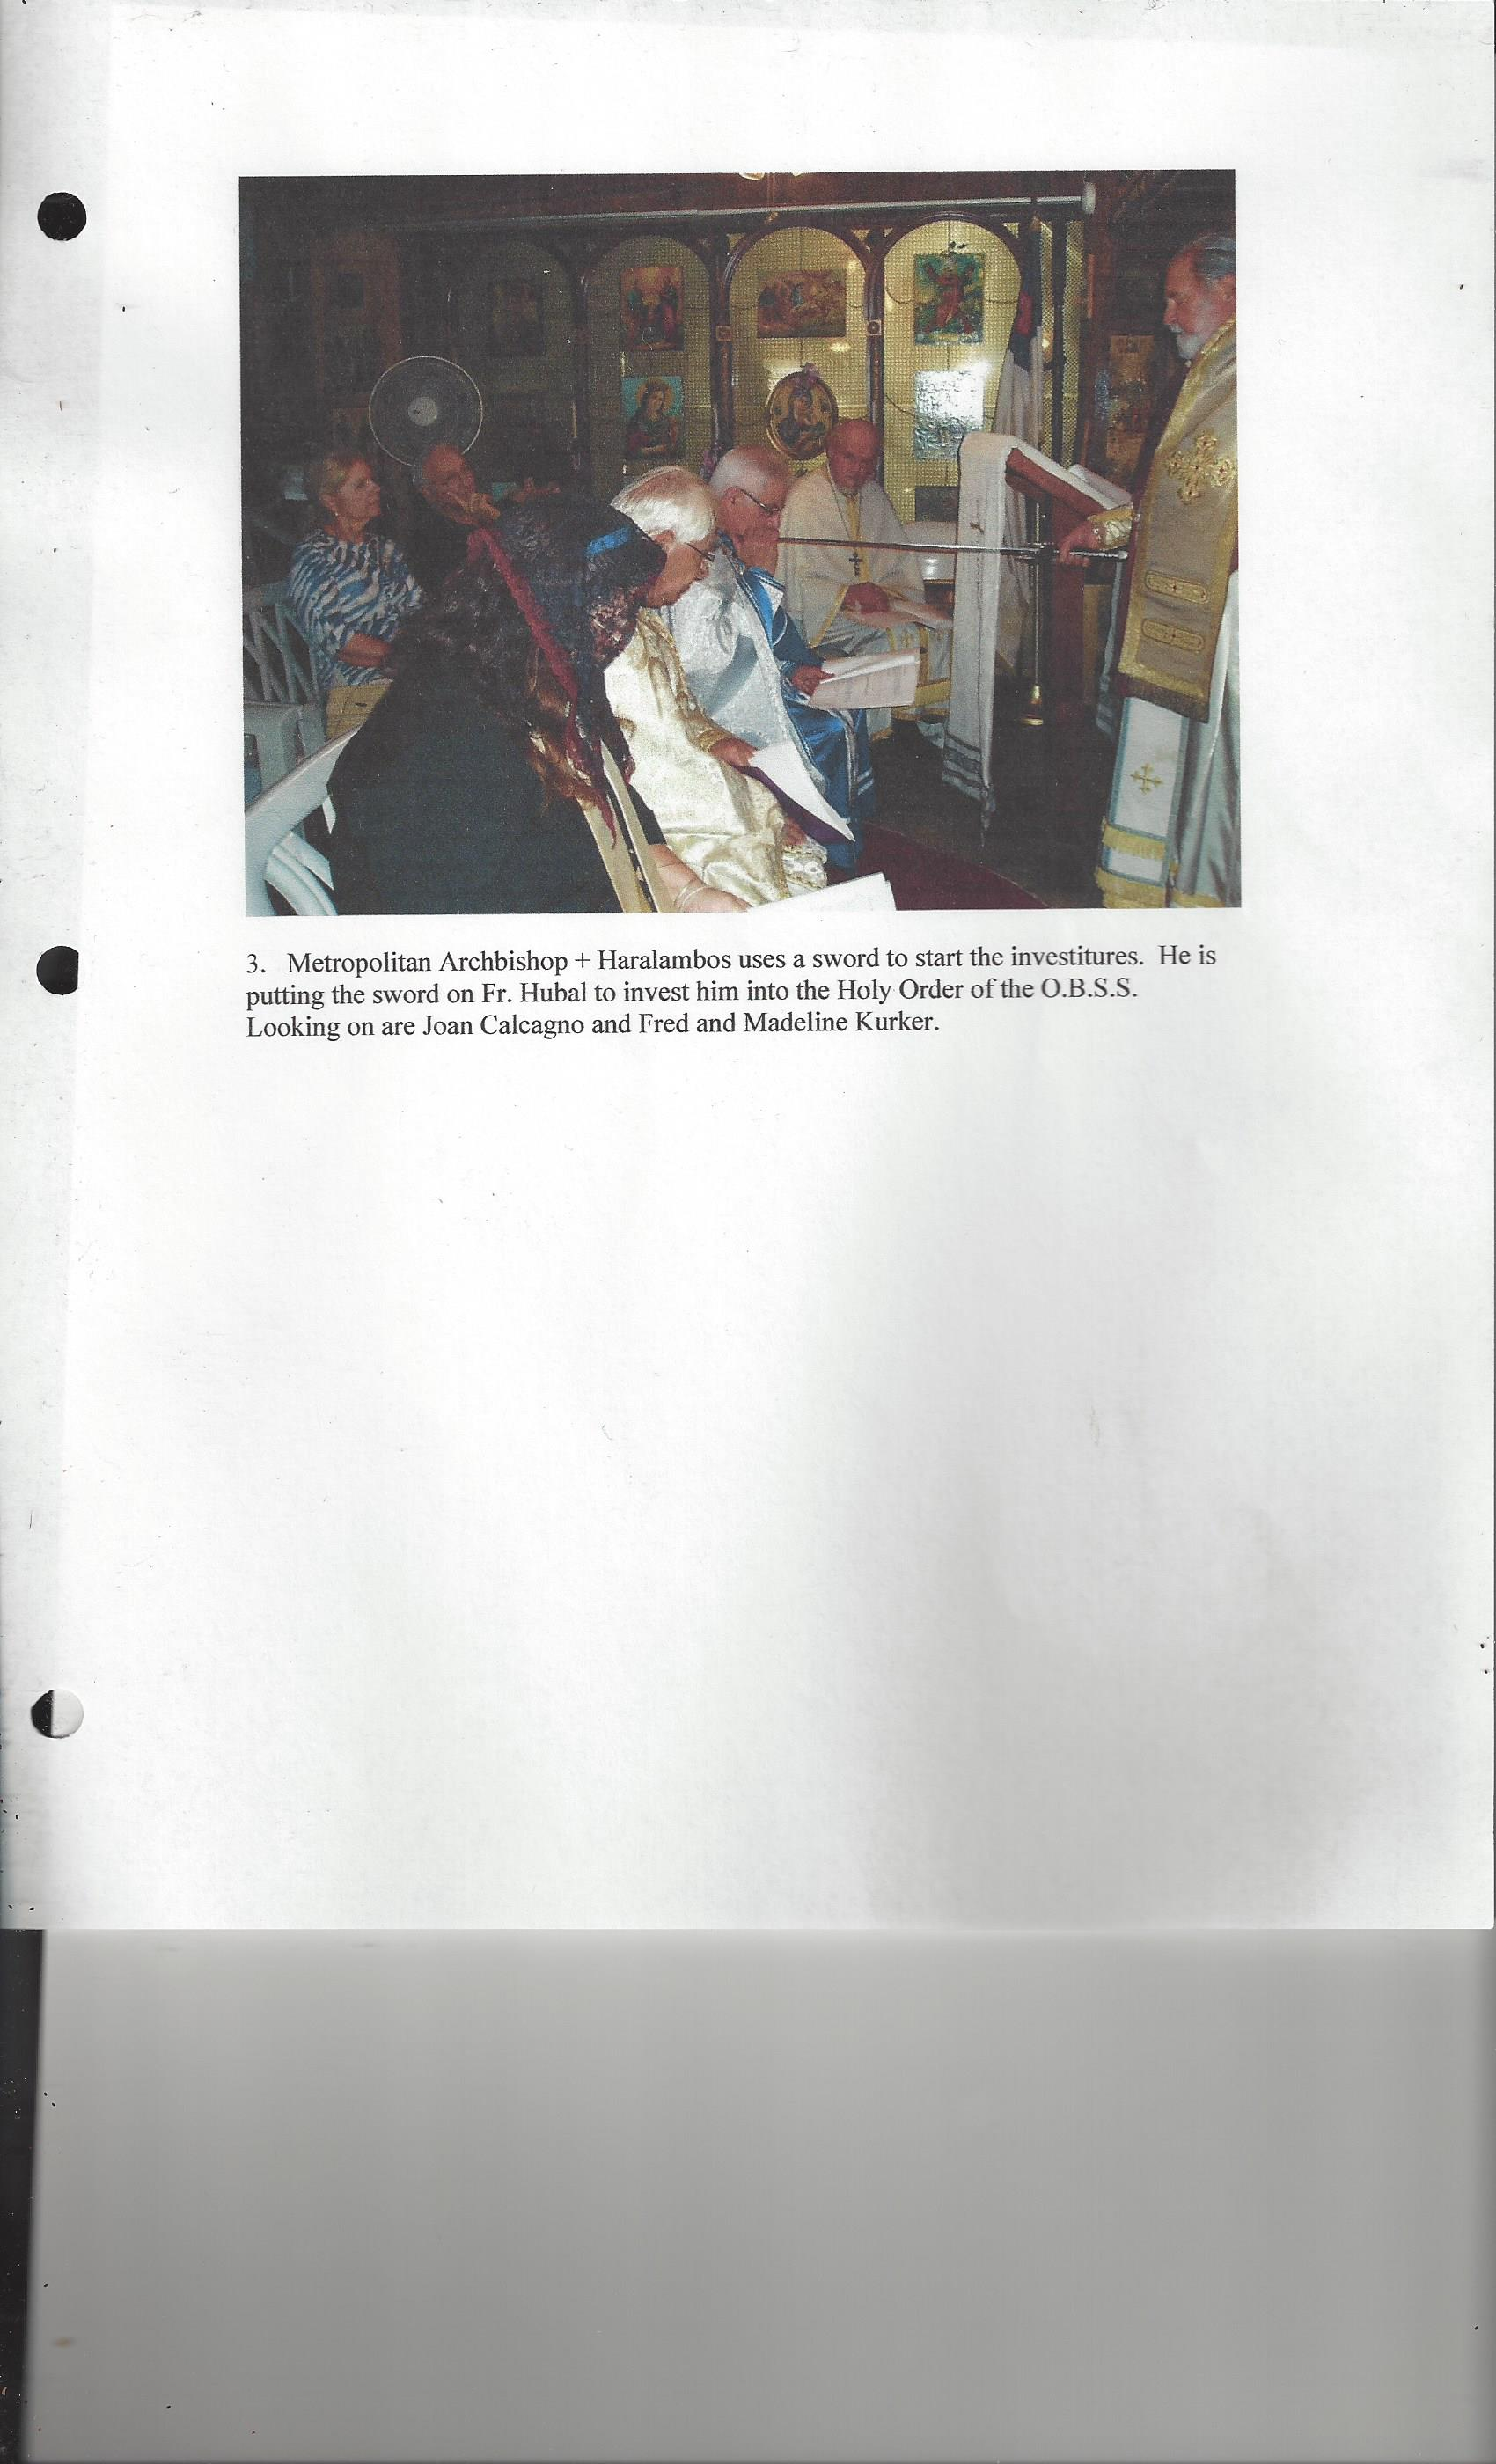 3. Metropolitan Archbishop + Haralambos uses a sword to start the investitures. He is
putting the sword on Fr. Hubal to invest him into the Holy Order of the O.B.S.S.
Looking on are Joan Calcagno and Fred and Madeline Kurker.